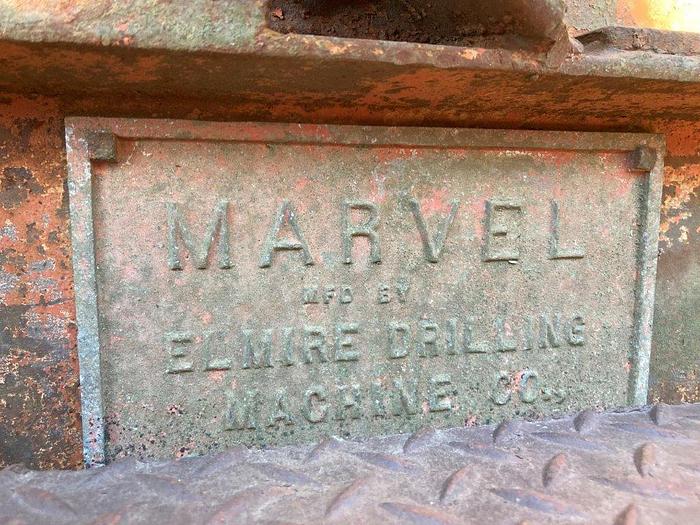 MARVEL
MFD BY
ELMIRE DRILLING
MACHINE CO.,